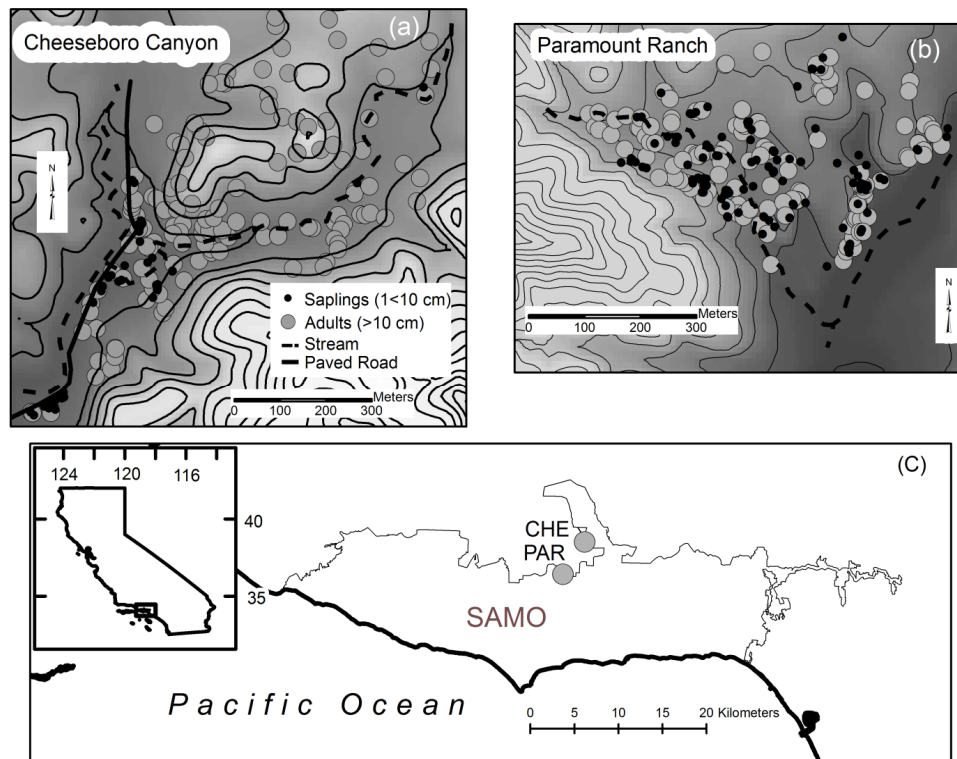 Cheeseboro Canyon
(a)
N
Saplings (1<10 cm)
Adults (>10 cm)
Stream
Paved Road
Meters
0 100 200 300
Paramount Ranch
(b)
Meters
0 100 200 300
N
(C)
124 120 116
40
35
CHE
PAR
SAMO
Pacific Ocean
0 5 10 15 20 Kilometers